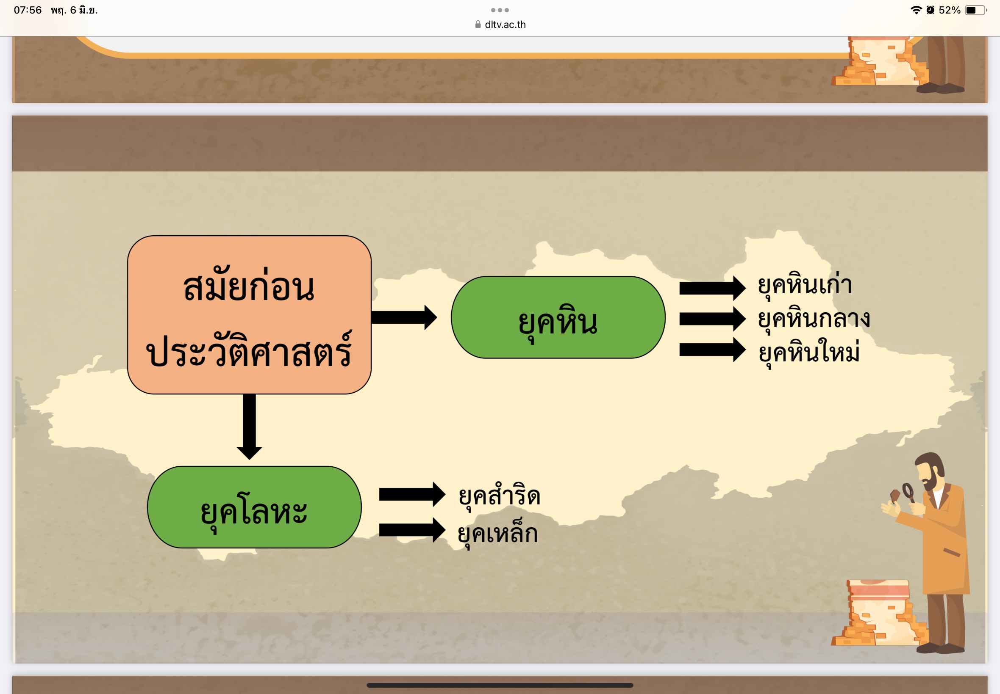 07:56 พฤ. 6 มิ.ย.
52%
dltv.ac.th
สมัยก่อน
ประวัติศาสตร์
ยุคหิน
ยุคหินเก่า
ยุคหินกลาง
ยุคหินใหม่
ยุคโลหะ
ยุคสำริด
ยุคเหล็ก